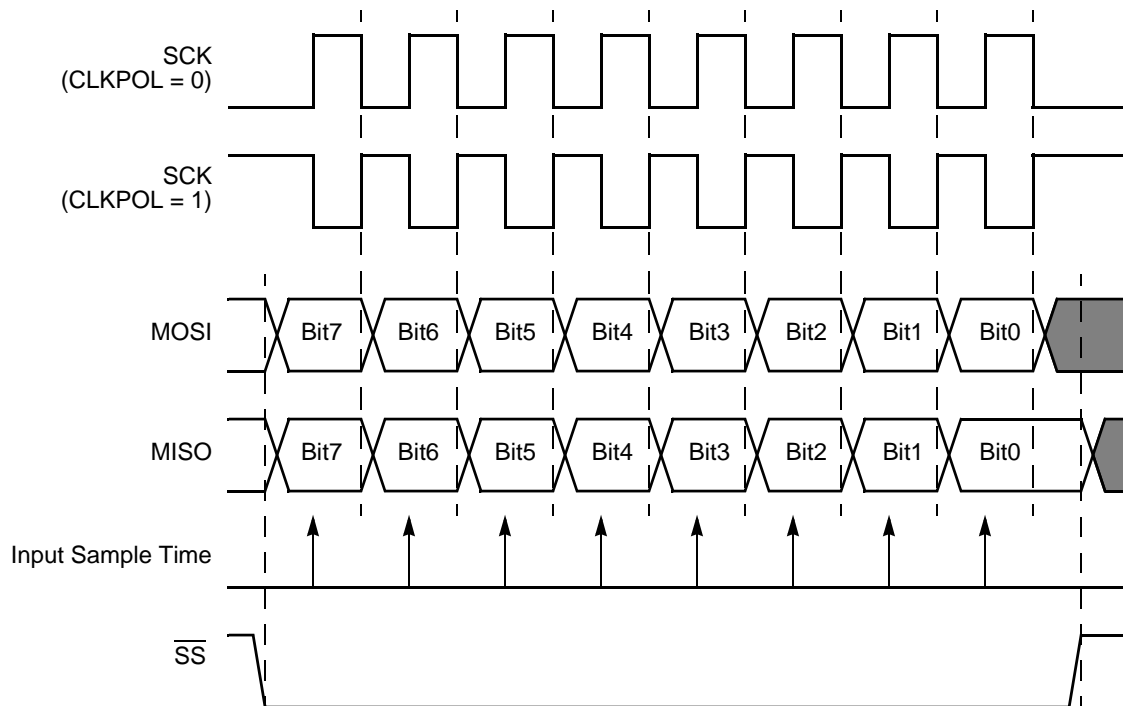 SCK
(CLKPOL = 0)
SCK
(CLKPOL = 1)
MOSI
Bit7 Bit6 Bit5 Bit4 Bit3 Bit2 Bit1 Bit0
MISO
Bit7 Bit6 Bit5 Bit4 Bit3 Bit2 Bit1 Bit0
Input Sample Time
SS